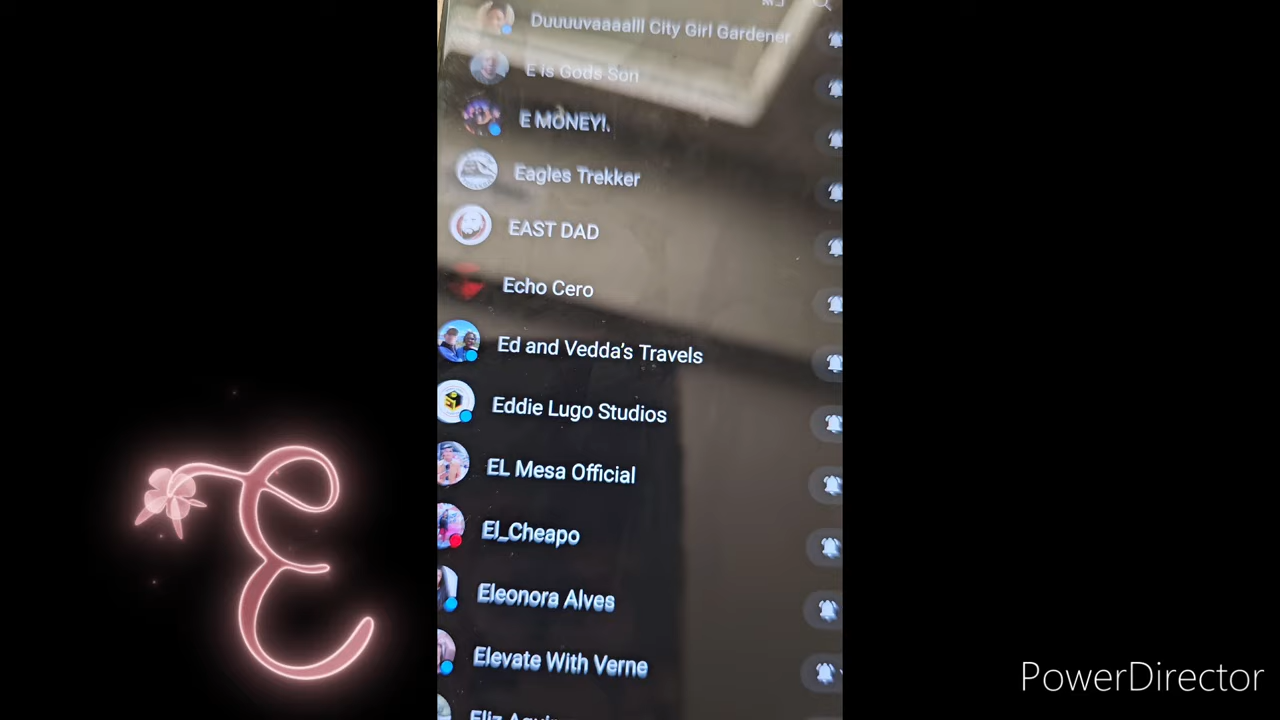 Duuuuvaaaalll City Girl Gardener
E Is Gods Son
E MONEY!.
Eagles Trekker
EAST DAD
Echo Cero
Ed and Vedda’s Travels
Eddie Lugo Studios
EL Mesa Official
El_Cheapo
Eleonora Alves
Elevate With Verne
Eliz
E
PowerDirector